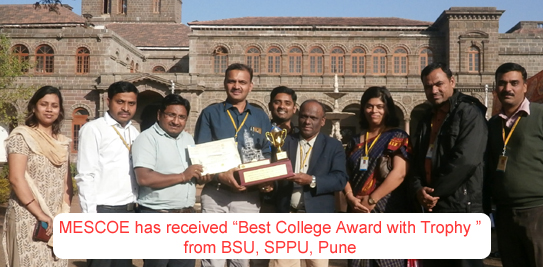 MESCOE has received “Best College Award with Trophy ”
from BSU, SPPU, Pune